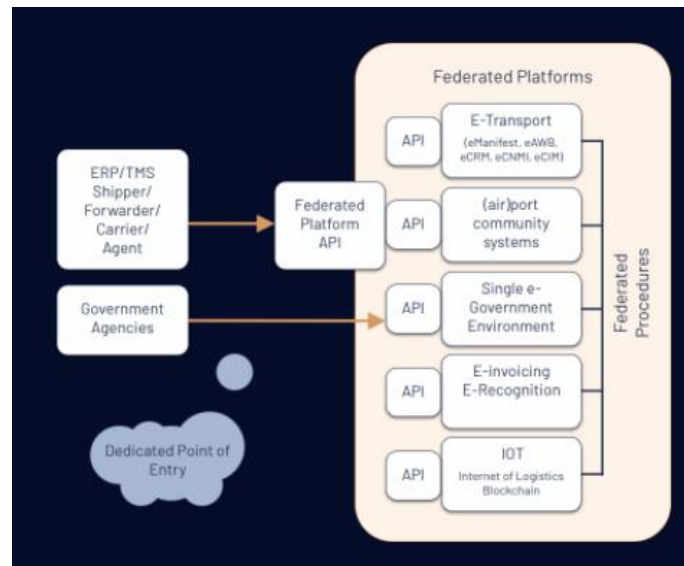 Federated Platforms
API
E-Transport
(eManifest, eAWB,
eCRM, eCNMI, eCIM)
ERP/TMS
Shipper/
Forwarder/
Carrier/
Agent
Federated
Platform
API
API
(air)port
community
systems
Government
Agencies
API
Single e-
Government
Environment
API
E-invoicing
E-Recognition
API
IOT
Internet of Logistics
Blockchain
Federated
Procedures
Dedicated Point of
Entry